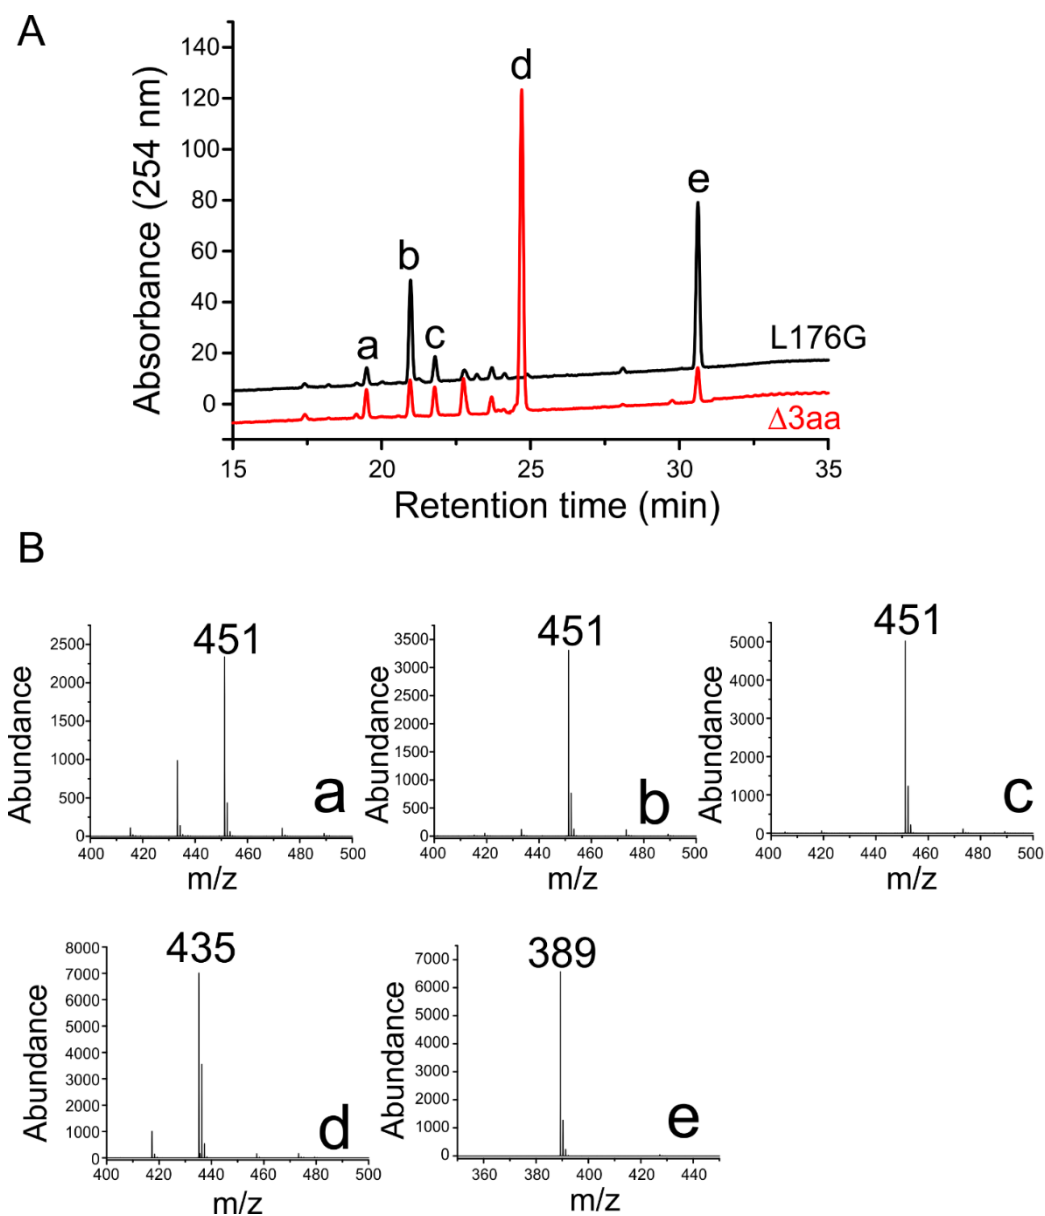 A
Absorbance (254 nm)
140
120
100
80
60
40
20
0
a
b
c
d
e
L176G
Δ3aa
15
20
25
30
35
Retention time (min)
B
451
451
451
Abundance
2500
2000
1500
1000
500
0
a
400 420 440 460 480 500
m/z
Abundance
3500
3000
2500
2000
1500
1000
500
0
b
400 420 440 460 480 500
m/z
Abundance
5000
4000
3000
2000
1000
0
c
400 420 440 460 480 500
m/z
435
389
Abundance
8000
7000
6000
5000
4000
3000
2000
1000
0
d
400 420 440 460 480 500
m/z
Abundance
7000
6000
5000
4000
3000
2000
1000
0
e
360 380 400 420 440
m/z